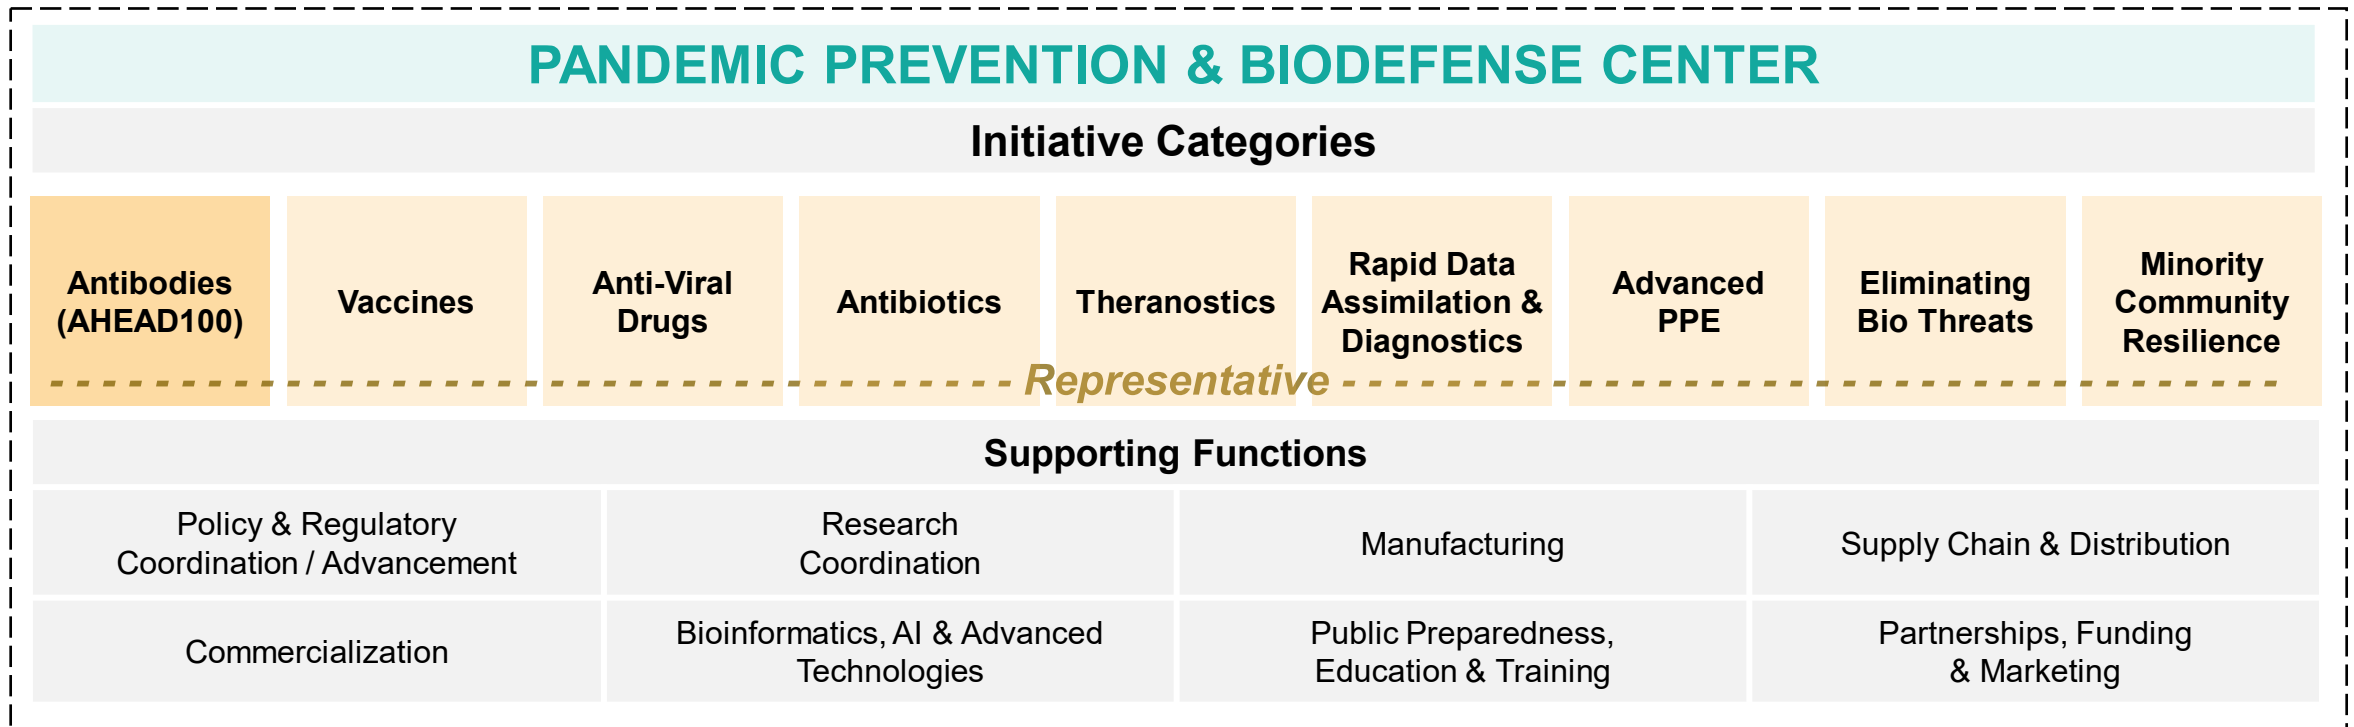 PANDEMIC PREVENTION & BIODEFENSE CENTER
Initiative Categories
Antibodies
(AHEAD100)
Vaccines
Anti-Viral
Drugs
Antibiotics
Theranostics
Rapid Data
Assimilation &
Diagnostics
Advanced
PPE
Eliminating
Bio Threats
Minority
Community
Resilience
Representative
Supporting Functions
Policy & Regulatory
Coordination / Advancement
Research
Coordination
Manufacturing
Supply Chain & Distribution
Commercialization
Bioinformatics, AI & Advanced
Technologies
Public Preparedness,
Education & Training
Partnerships, Funding
& Marketing